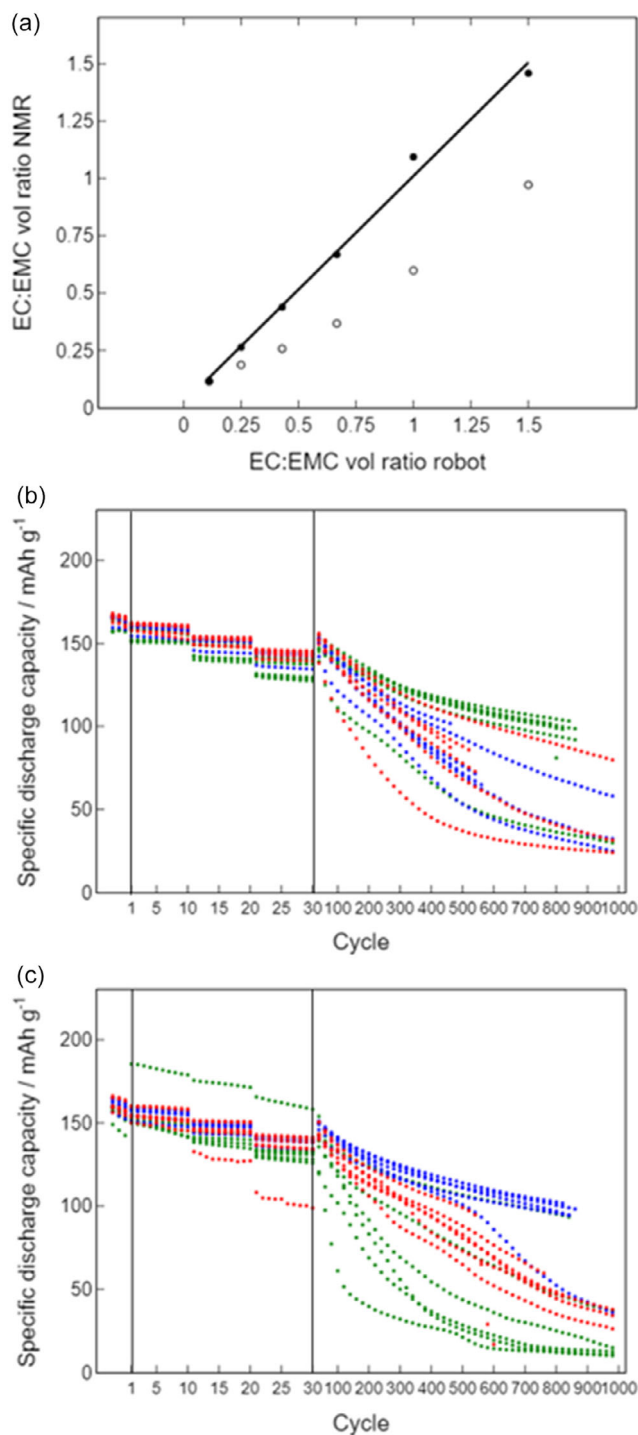 (a)
EC:EMC vol ratio NMR
1.5
1.25
1
0.75
0.5
0.25
0
0 0.25 0.5 0.75 1 1.25 1.5
EC:EMC vol ratio robot
(b)
Specific discharge capacity / mAh g-1
200
150
100
50
0
1 5 10 15 20 25 30 100 200 300 400 500 600 700 800 900 1000
Cycle
(c)
Specific discharge capacity / mAh g-1
200
150
100
50
0
1 5 10 15 20 25 30 100 200 300 400 500 600 700 800 900 1000
Cycle